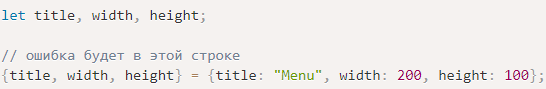 let title, width, height;
// ошибка будет в этой строке
{title, width, height} = {title: "Menu", width: 200, height: 100};